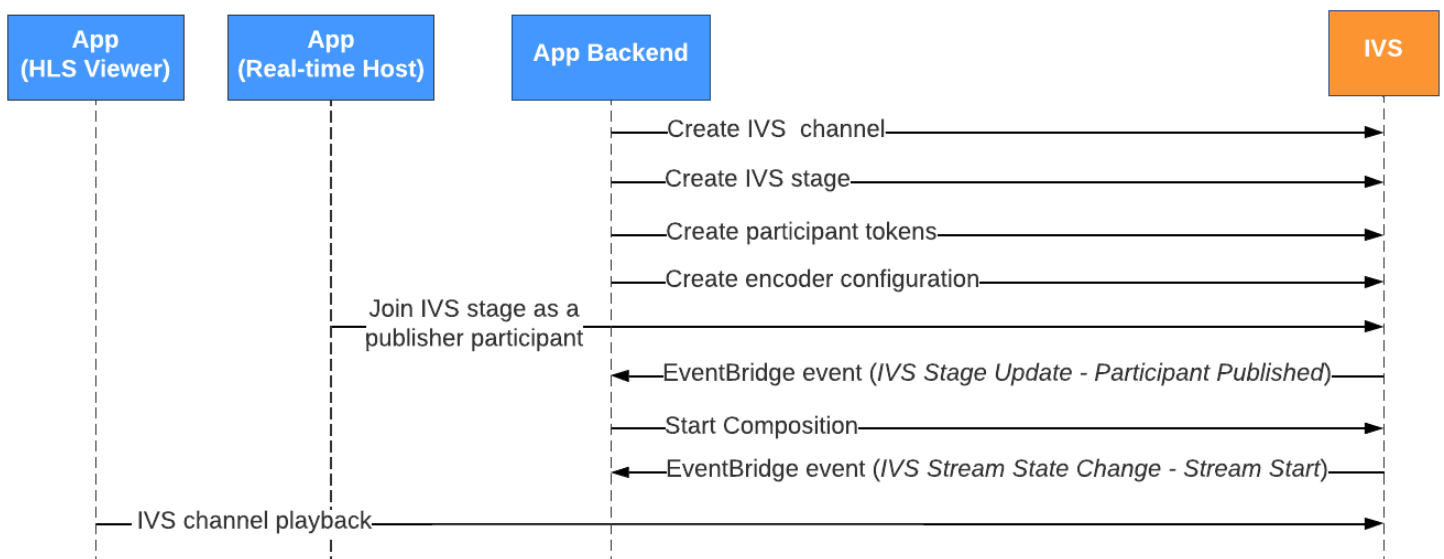 App
(HLS Viewer)
App
(Real-time Host)
App Backend
IVS
Create IVS channel
Create IVS stage
Create participant tokens
Create encoder configuration
Join IVS stage as a
publisher participant
EventBridge event (IVS Stage Update - Participant Published)
Start Composition
EventBridge event (IVS Stream State Change - Stream Start)
IVS channel playback